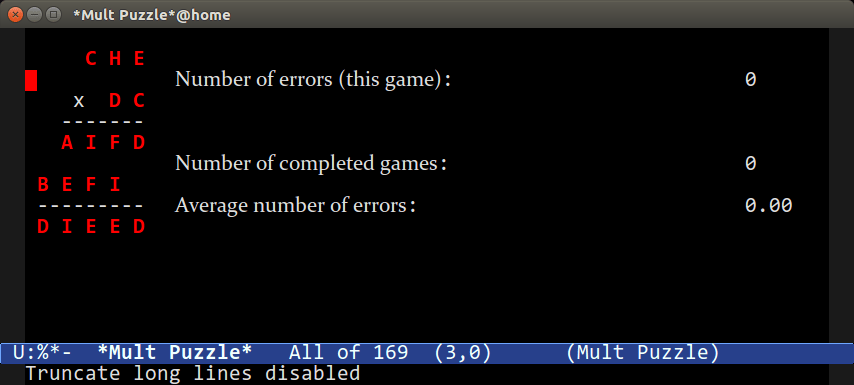 *Mult Puzzle*@home
C H E
Number of errors (this game): 0
x D C
-------
A I F D
Number of completed games: 0
B E F I
---------
Average number of errors: 0.00
D I E E D
U:%*- *Mult Puzzle* All of 169 (3,0) (Mult Puzzle)
Truncate long lines disabled